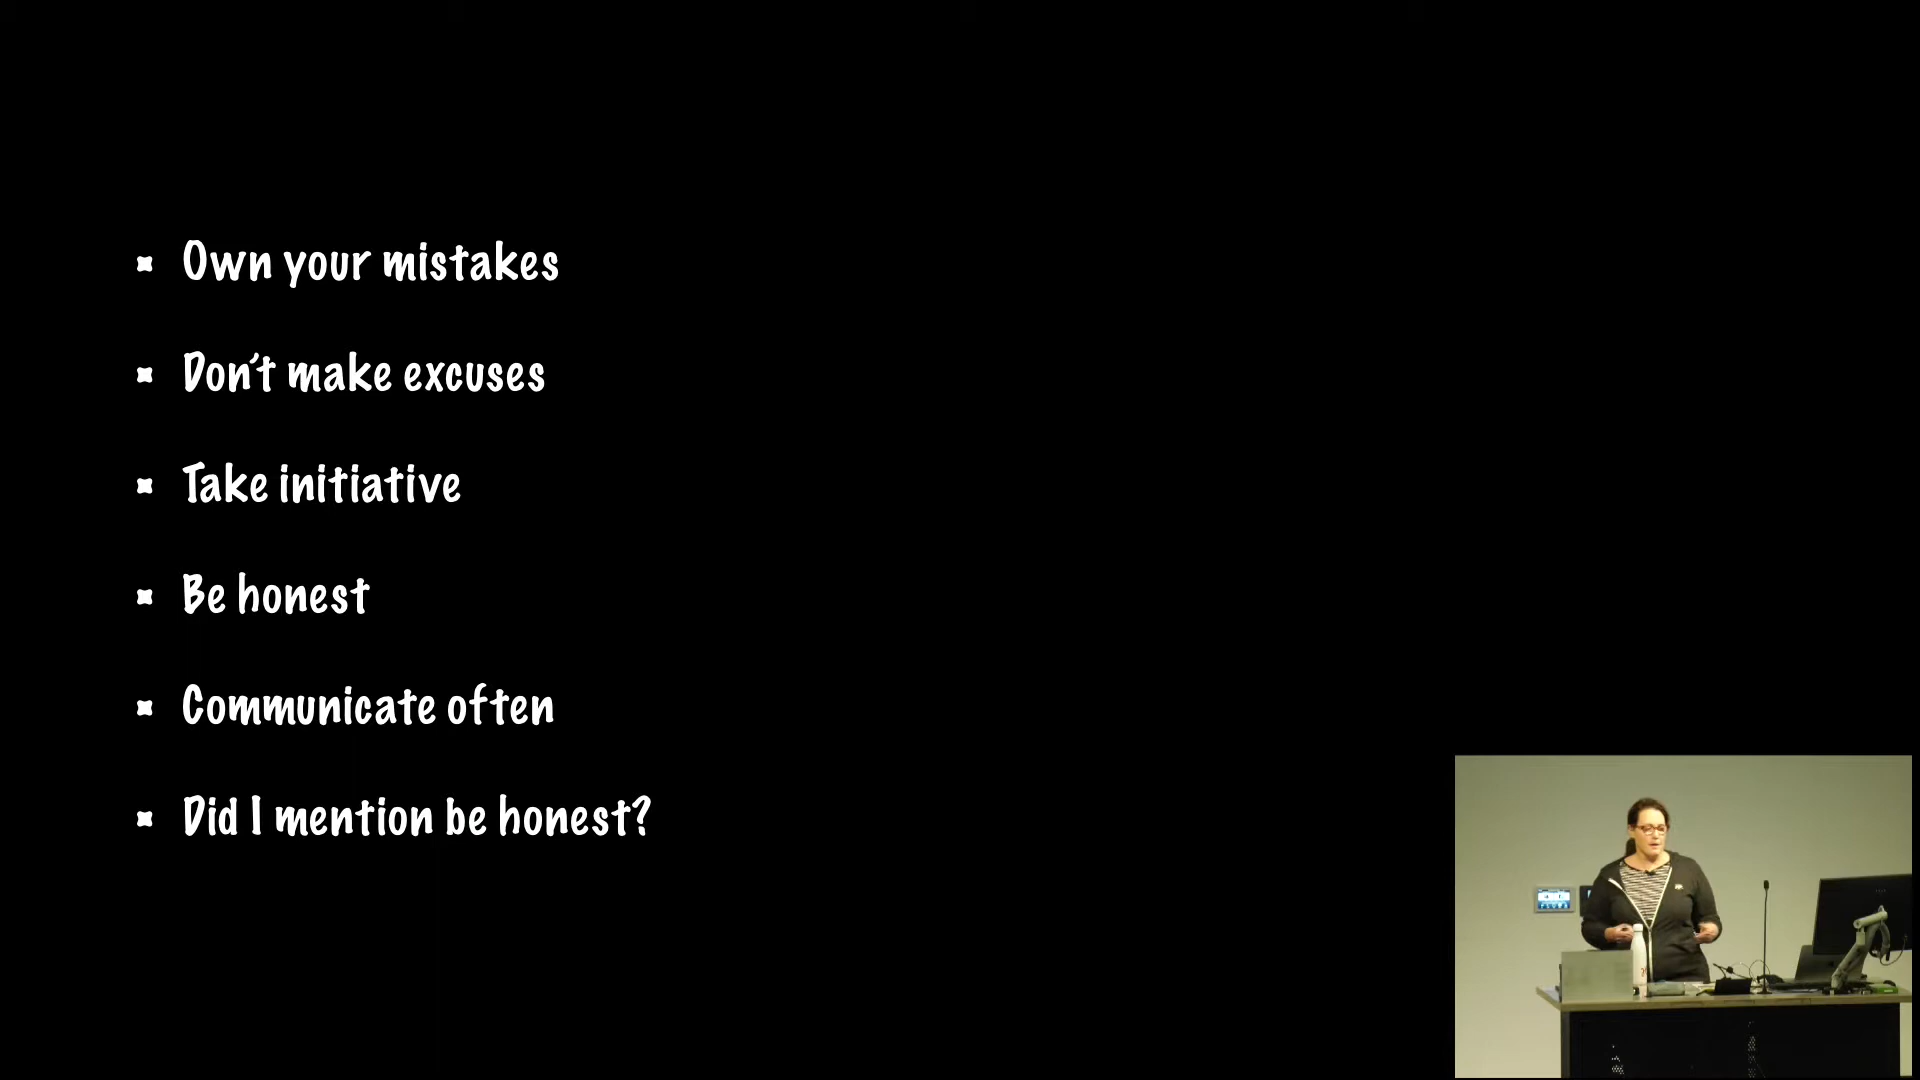 Own your mistakes
Don't make excuses
Take initiative
Be honest
Communicate often
Did I mention be honest?